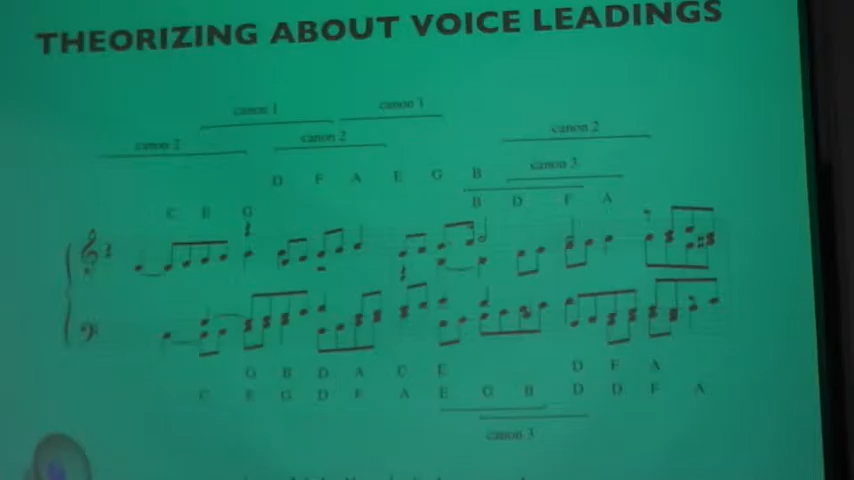 THEORIZING ABOUT VOICE LEADINGS
canon 1 canon 1
canon 2 canon 2 canon 2
canon 3
D F A E G B
B D F A
C E G
G B D A C E D F A
C E G D F A E G B D D F A
canon 3